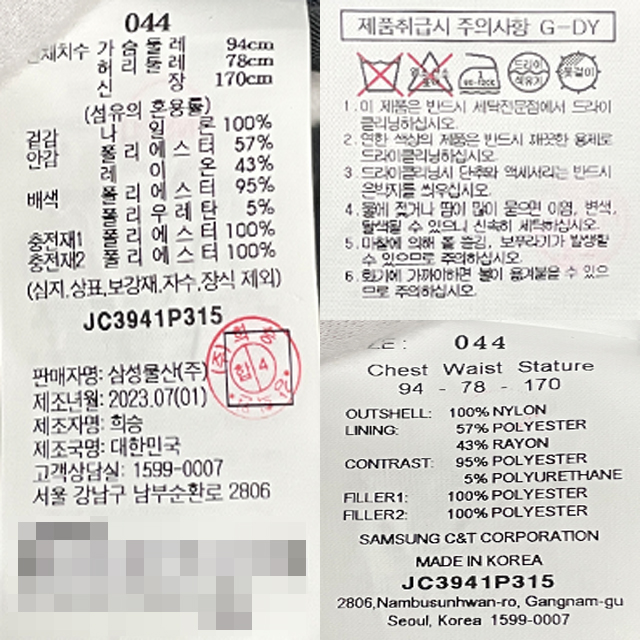 044
신체치수 가 슴 둘 레 94cm
허 리 둘 레 78cm
신 장 170cm
(섬유의 혼용률)
겉감 나 일 론 100%
안감 폴 리 에 스 터 57%
레 이 온 43%
배색 폴 리 에 스 터 95%
폴 리 우 레 탄 5%
충전재1 폴 리 에 스 터 100%
충전재2 폴 리 에 스 터 100%
(심지,상표,보강재,자수,장식 제외)
JC3941P315
판매자명: 삼성물산(주)
제조년월: 2023.07(01)
제조자명: 희승
제조국명: 대한민국
고객상담실: 1599-0007
서울 강남구 남부순환로 2806
합 4
제품취급시 주의사항 G-DY
드라이
석유계
옷걸이
1. 이 제품은 반드시 세탁전문점에서 드라이
클리닝하십시오.
2. 연한 색상의 제품은 반드시 깨끗한 용제로
드라이클리닝하십시오.
3. 드라이클리닝시 단추와 액세서리는 반드시
은박지를 씌우십시오.
4. 물에 젖거나 땀이 많이 묻으면 이염, 변색,
탈색될 수 있으니 신속히 세탁하십시오.
5. 마찰에 의해 올 뜯김, 보푸라기가 발생할
수 있으므로 주의하십시오.
6. 화기에 가까이하면 불이 옮겨붙을 수 있으
므로 주의하십시오.
044
Chest Waist Stature
94 - 78 - 170
OUTSHELL: 100% NYLON
LINING: 57% POLYESTER
43% RAYON
CONTRAST: 95% POLYESTER
5% POLYURETHANE
FILLER1: 100% POLYESTER
FILLER2: 100% POLYESTER
SAMSUNG C&T CORPORATION
MADE IN KOREA
JC3941P315
2806,Nambusunhwan-ro, Gangnam-gu
Seoul, Korea 1599-0007